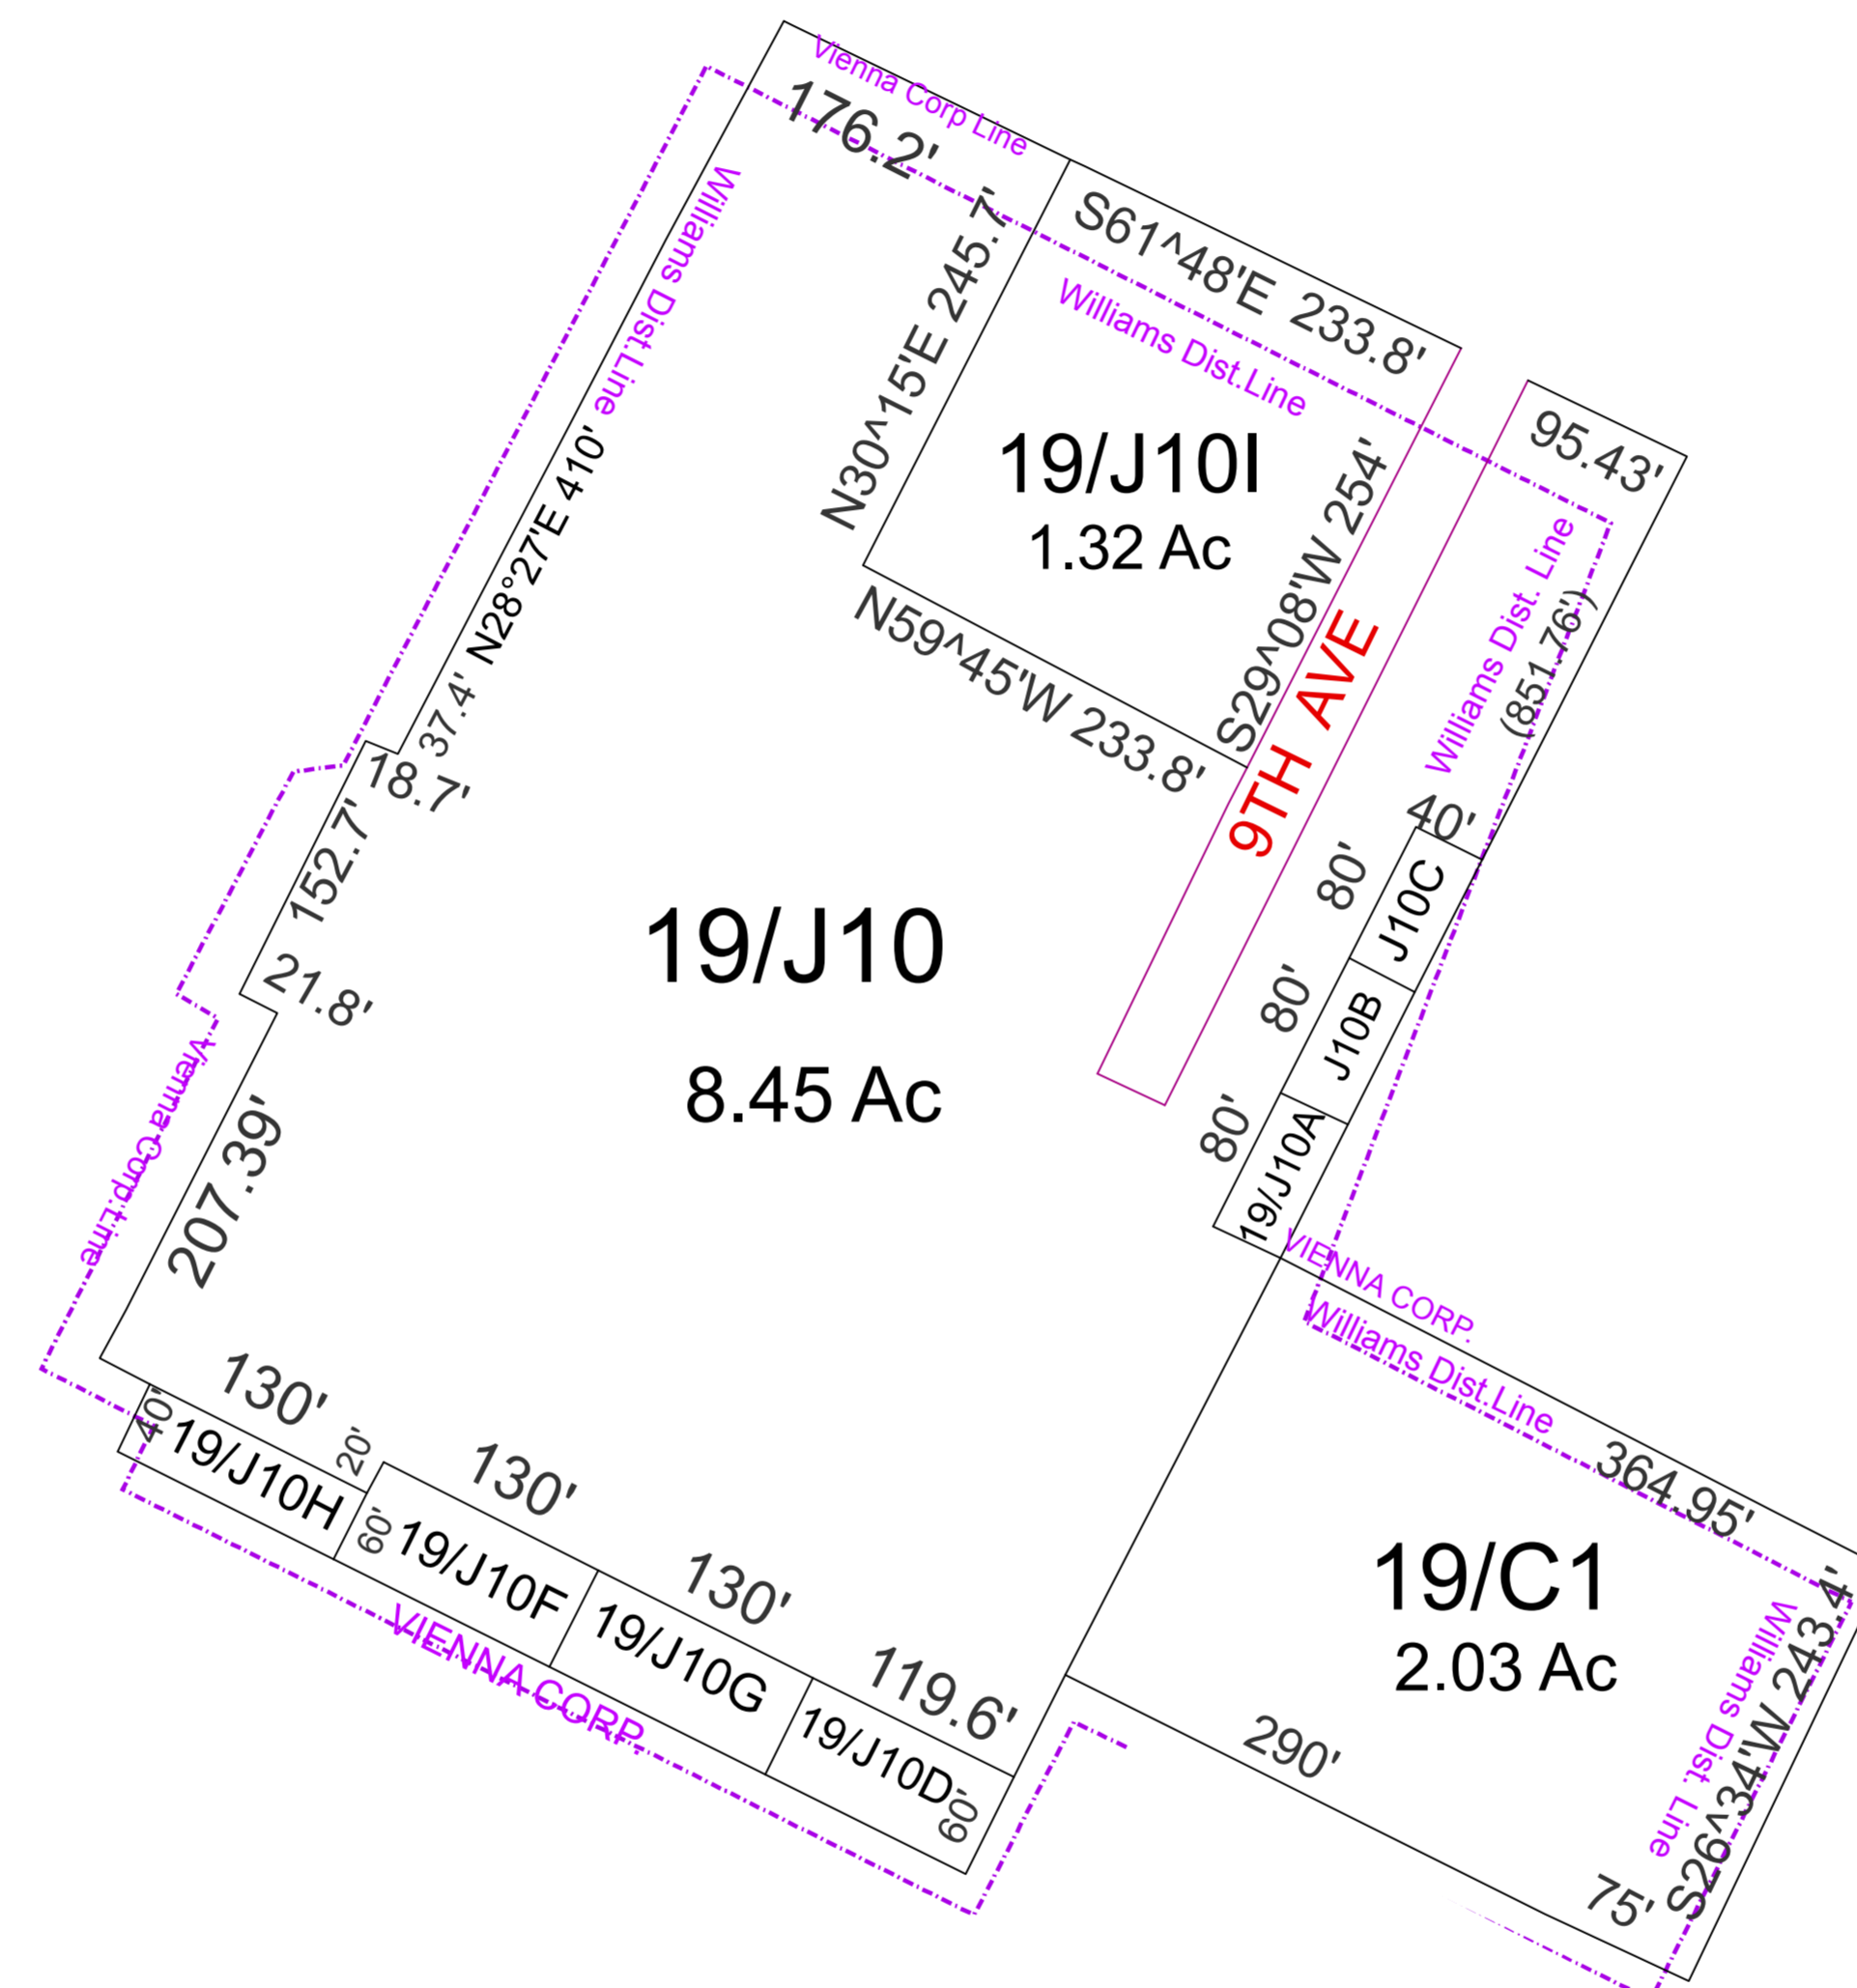 Vienna Corp Line
176.2'
Williams Dist.Line
N30^15'E 245.7'
S61^48'E 233.8'
Williams Dist.Line
19/J10I
1.32 Ac
95.43'
N28°27'E 410'
37.4'
18.7'
N59^45'W 233.8'
S29^08'W 254'
9TH AVE
Williams Dist. Line
(851.76')
152.7'
21.8'
19/J10
8.45 Ac
40'
80'
J10C
80'
J10B
80'
19/J10A
Vienna Corp.Line
207.39'
VIENNA CORP.
Williams Dist.Line
364.95'
130'
40'
19/J10H
20'
130'
60'
19/J10F
130'
19/J10G
119.6'
19/J10D
60'
VIENNA CORP.
19/C1
2.03 Ac
290'
75'
Williams Dist. Line
S26^34'W 243.4'